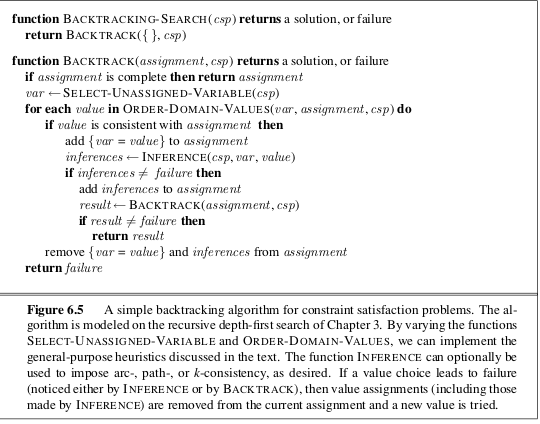 function BACKTRACKING-SEARCH(csp) returns a solution, or failure
return BACKTRACK({ }, csp)
function BACKTRACK(assignment, csp) returns a solution, or failure
if assignment is complete then return assignment
var ← SELECT-UNASSIGNED-VARIABLE(csp)
for each value in ORDER-DOMAIN-VALUES(var, assignment, csp) do
if value is consistent with assignment then
add {var = value} to assignment
inferences ← INFERENCE(csp, var, value)
if inferences ≠ failure then
add inferences to assignment
result ← BACKTRACK(assignment, csp)
if result ≠ failure then
return result
remove {var = value} and inferences from assignment
return failure
Figure 6.5 A simple backtracking algorithm for constraint satisfaction problems. The al-
gorithm is modeled on the recursive depth-first search of Chapter 3. By varying the functions
SELECT-UNASSIGNED-VARIABLE and ORDER-DOMAIN-VALUES, we can implement the
general-purpose heuristics discussed in the text. The function INFERENCE can optionally be
used to impose arc-, path-, or k-consistency, as desired. If a value choice leads to failure
(noticed either by INFERENCE or by BACKTRACK), then value assignments (including those
made by INFERENCE) are removed from the current assignment and a new value is tried.